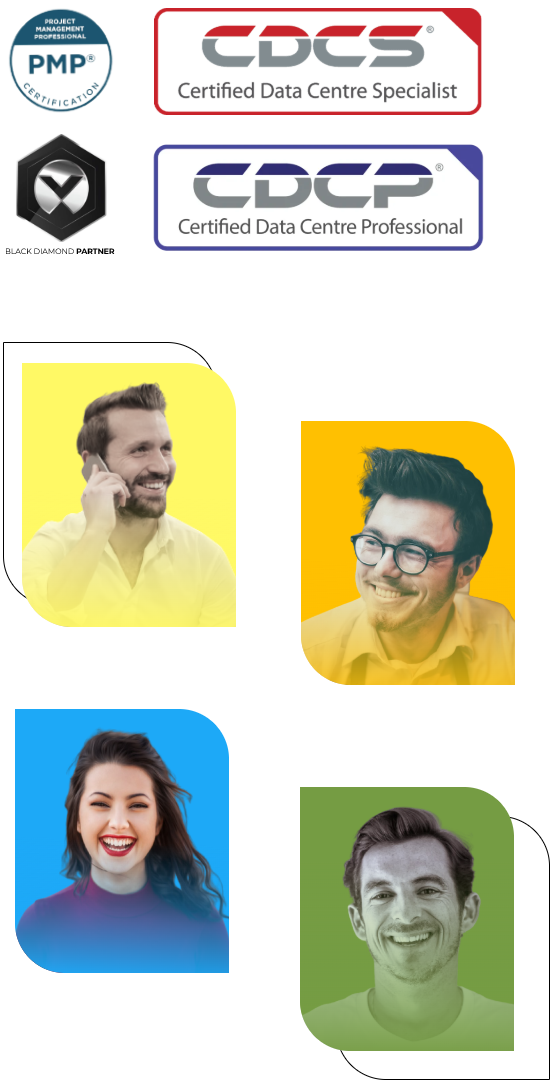 PROJECT
MANAGEMENT
PROFESSIONAL
PMP®
CERTIFICATION
CDCS®
Certified Data Centre Specialist
BLACK DIAMOND PARTNER
CDCP®
Certified Data Centre Professional